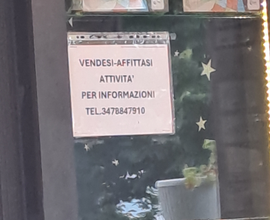 VENDESI-AFFITTASI
ATTIVITA'
PER INFORMAZIONI
TEL.3478847910